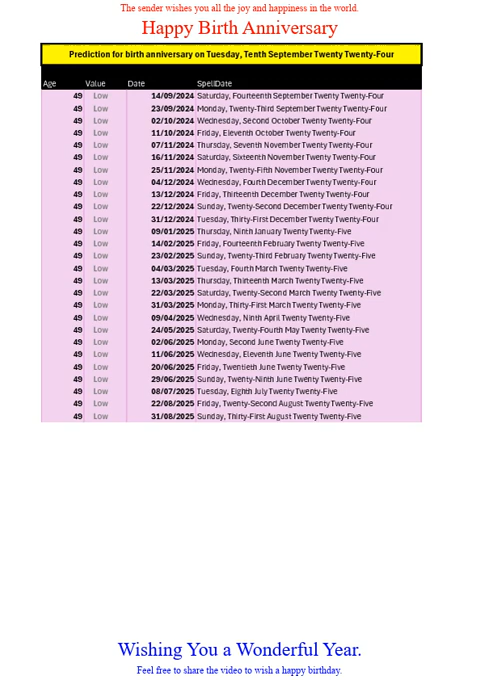 The sender wishes you all the joy and happiness in the world.
Happy Birth Anniversary
Prediction for birth anniversary on Tuesday, Tenth September Twenty Twenty-Four
Age Value Date SpellDate
49 Low 14/09/2024 Saturday, Fourteenth September Twenty Twenty-Four
49 Low 23/09/2024 Monday, Twenty-Third September Twenty Twenty-Four
49 Low 02/10/2024 Wednesday, Second October Twenty Twenty-Four
49 Low 11/10/2024 Friday, Eleventh October Twenty Twenty-Four
49 Low 07/11/2024 Thursday, Seventh November Twenty Twenty-Four
49 Low 16/11/2024 Saturday, Sixteenth November Twenty Twenty-Four
49 Low 25/11/2024 Monday, Twenty-Fifth November Twenty Twenty-Four
49 Low 04/12/2024 Wednesday, Fourth December Twenty Twenty-Four
49 Low 13/12/2024 Friday, Thirteenth December Twenty Twenty-Four
49 Low 22/12/2024 Sunday, Twenty-Second December Twenty Twenty-Four
49 Low 31/12/2024 Tuesday, Thirty-First December Twenty Twenty-Four
49 Low 09/01/2025 Thursday, Ninth January Twenty Twenty-Five
49 Low 14/02/2025 Friday, Fourteenth February Twenty Twenty-Five
49 Low 23/02/2025 Sunday, Twenty-Third February Twenty Twenty-Five
49 Low 04/03/2025 Tuesday, Fourth March Twenty Twenty-Five
49 Low 13/03/2025 Thursday, Thirteenth March Twenty Twenty-Five
49 Low 22/03/2025 Saturday, Twenty-Second March Twenty Twenty-Five
49 Low 31/03/2025 Monday, Thirty-First March Twenty Twenty-Five
49 Low 09/04/2025 Wednesday, Ninth April Twenty Twenty-Five
49 Low 24/05/2025 Saturday, Twenty-Fourth May Twenty Twenty-Five
49 Low 02/06/2025 Monday, Second June Twenty Twenty-Five
49 Low 11/06/2025 Wednesday, Eleventh June Twenty Twenty-Five
49 Low 20/06/2025 Friday, Twentieth June Twenty Twenty-Five
49 Low 29/06/2025 Sunday, Twenty-Ninth June Twenty Twenty-Five
49 Low 08/07/2025 Tuesday, Eighth July Twenty Twenty-Five
49 Low 22/08/2025 Friday, Twenty-Second August Twenty Twenty-Five
49 Low 31/08/2025 Sunday, Thirty-First August Twenty Twenty-Five
Wishing You a Wonderful Year.
Feel free to share the video to wish a happy birthday.